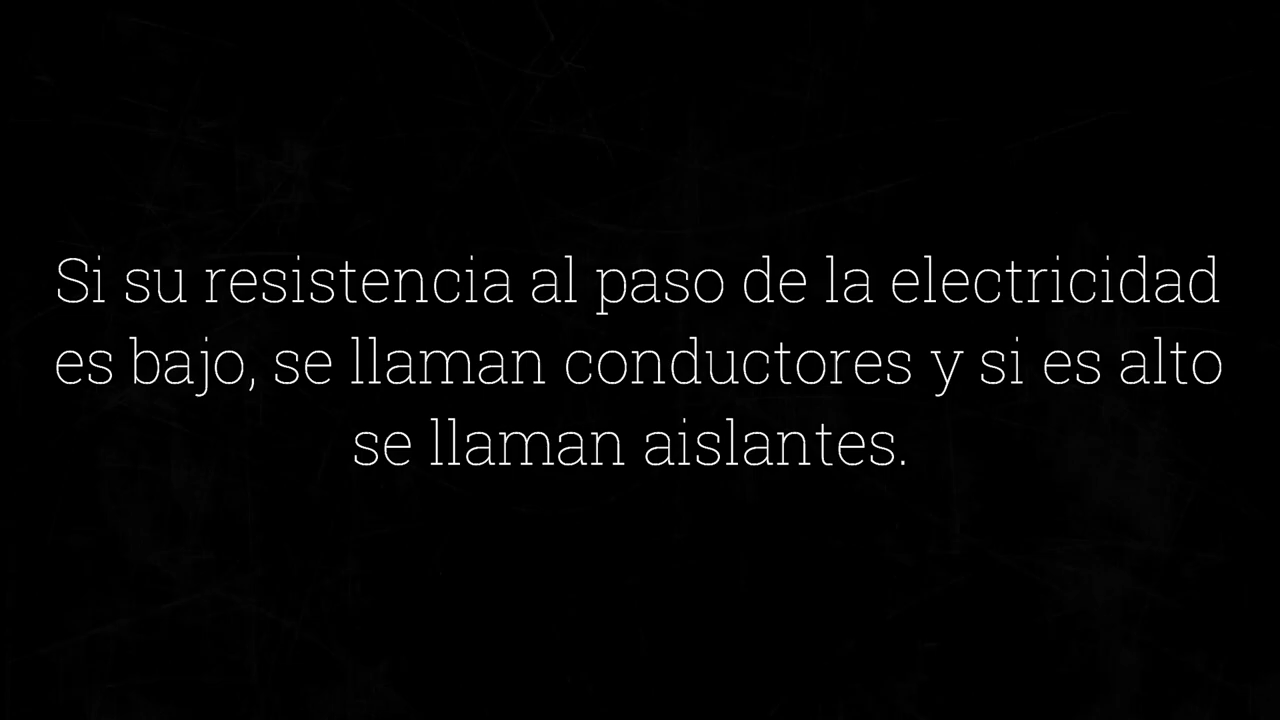 Si su resistencia al paso de la electricidad
es bajo, se llaman conductores y si es alto
se llaman aislantes.